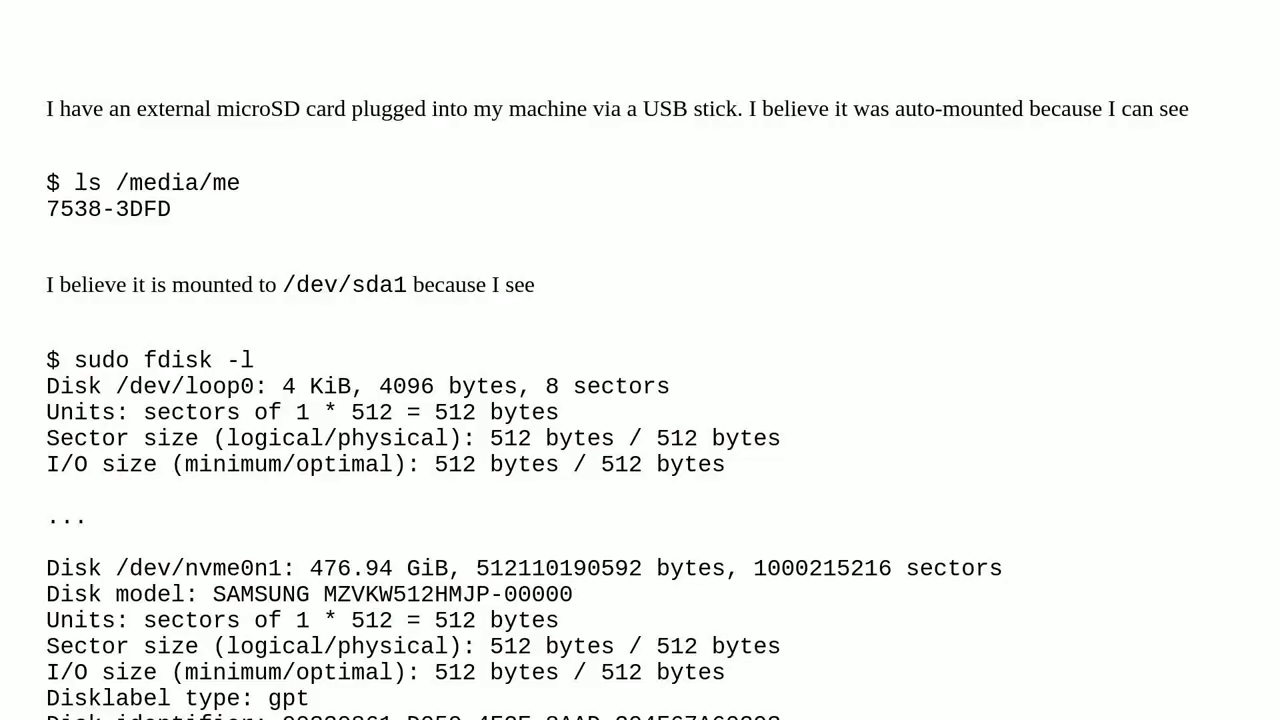 I have an external microSD card plugged into my machine via a USB stick. I believe it was auto-mounted because I can see
$ ls /media/me
7538-3DFD
I believe it is mounted to /dev/sda1 because I see
$ sudo fdisk -l
Disk /dev/loop0: 4 KiB, 4096 bytes, 8 sectors
Units: sectors of 1 * 512 = 512 bytes
Sector size (logical/physical): 512 bytes / 512 bytes
I/O size (minimum/optimal): 512 bytes / 512 bytes
...
Disk /dev/nvme0n1: 476.94 GiB, 512110190592 bytes, 1000215216 sectors
Disk model: SAMSUNG MZVKW512HMJP-00000
Units: sectors of 1 * 512 = 512 bytes
Sector size (logical/physical): 512 bytes / 512 bytes
I/O size (minimum/optimal): 512 bytes / 512 bytes
Disklabel type: gpt
Disk identifier: